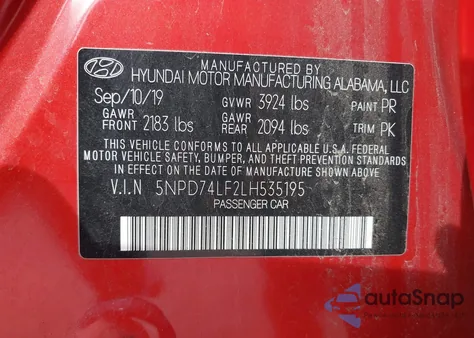 MANUFACTURED BY
HYUNDAI MOTOR MANUFACTURING ALABAMA, LLC
Sep/10/19 GVWR 3924 lbs PAINT PR
GAWR FRONT 2183 lbs GAWR REAR 2094 lbs TRIM PK
THIS VEHICLE CONFORMS TO ALL APPLICABLE U.S.A. FEDERAL
MOTOR VEHICLE SAFETY, BUMPER, AND THEFT PREVENTION STANDARDS
IN EFFECT ON THE DATE OF MANUFACTURE SHOWN ABOVE.
V.I.N 5NPD74LF2LH535195
PASSENGER CAR
autoSnap